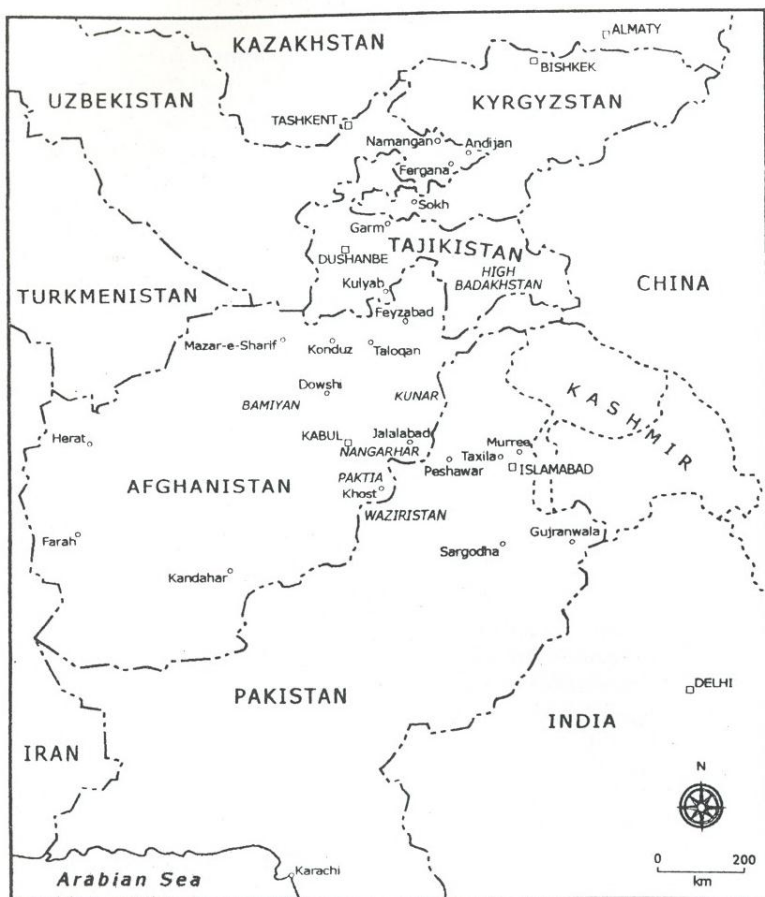 KAZAKHSTAN
ALMATY
BISHKEK
UZBEKISTAN
KYRGYZSTAN
TASHKENT
Namangan
Andijan
Fergana
Sokh
Garm
TAJIKISTAN
DUSHANBE
HIGH
BADAKHSTAN
CHINA
Kulyab
TURKMENISTAN
Feyzabad
Mazar-e-Sharif
Konduz
Taloqan
Dowshi
BAMIYAN
KUNAR
KASHMIR
Herat
KABUL
Jalalabad
NANGARHAR
Murree
Taxila
Peshawar
ISLAMABAD
AFGHANISTAN
PAKTIA
Khost
WAZIRISTAN
Farah
Sargodha
Gujranwala
Kandahar
PAKISTAN
DELHI
INDIA
IRAN
N
0 200
km
Karachi
Arabian Sea